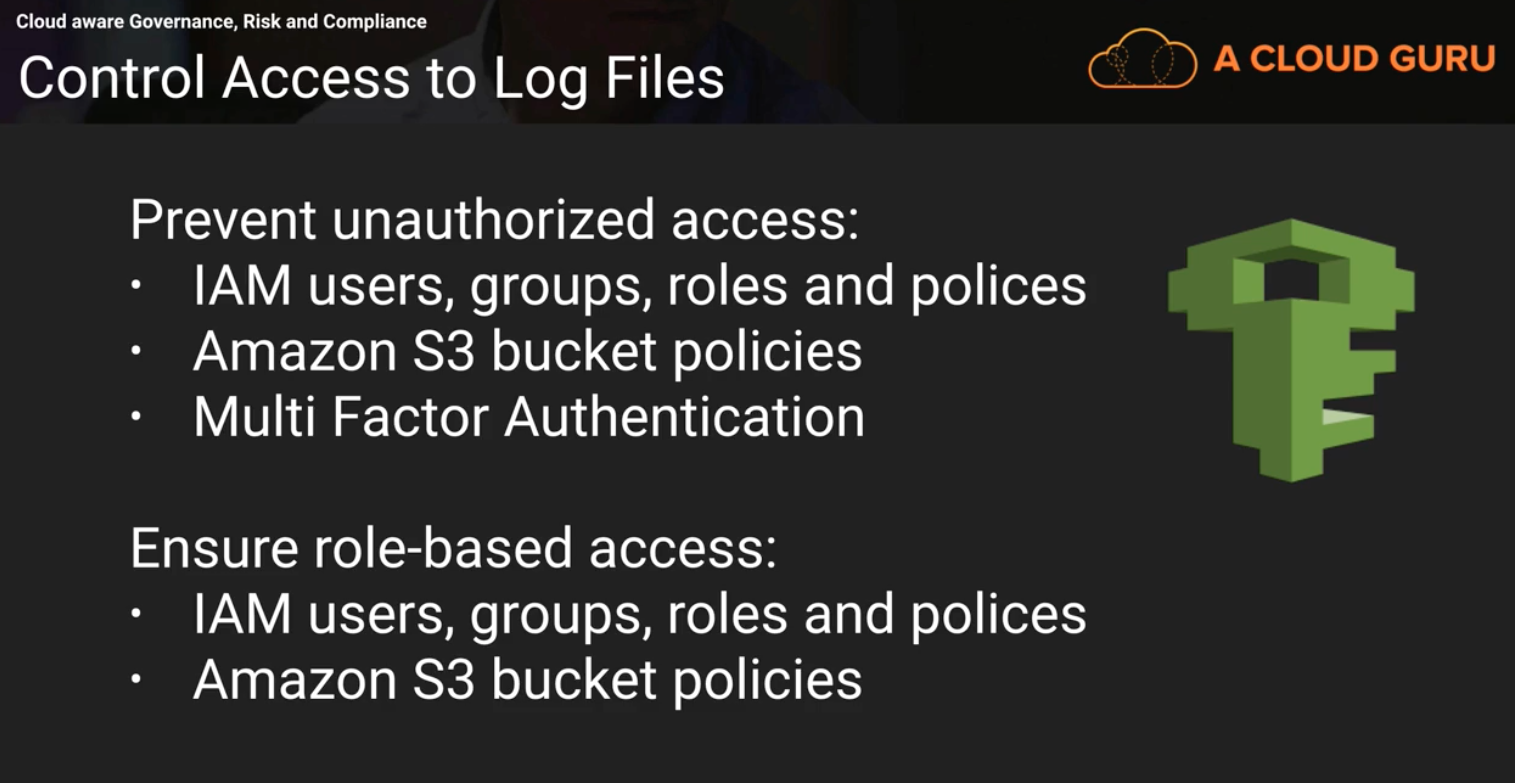 Cloud aware Governance, Risk and Compliance
Control Access to Log Files
A CLOUD GURU
Prevent unauthorized access:
• IAM users, groups, roles and polices
• Amazon S3 bucket policies
• Multi Factor Authentication
Ensure role-based access:
• IAM users, groups, roles and polices
• Amazon S3 bucket policies